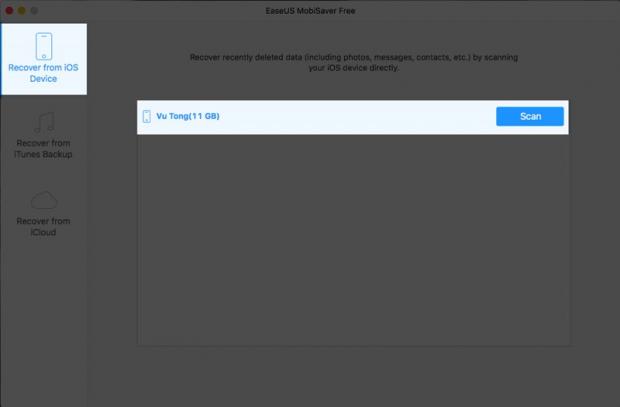 EaseUS MobiSaver Free
Recover from iOS
Device
Recover recently deleted data (including photos, messages, contacts, etc.) by scanning
your iOS device directly.
Vu Tong(11 GB)
Scan
Recover from
iTunes Backup
Recover from
iCloud